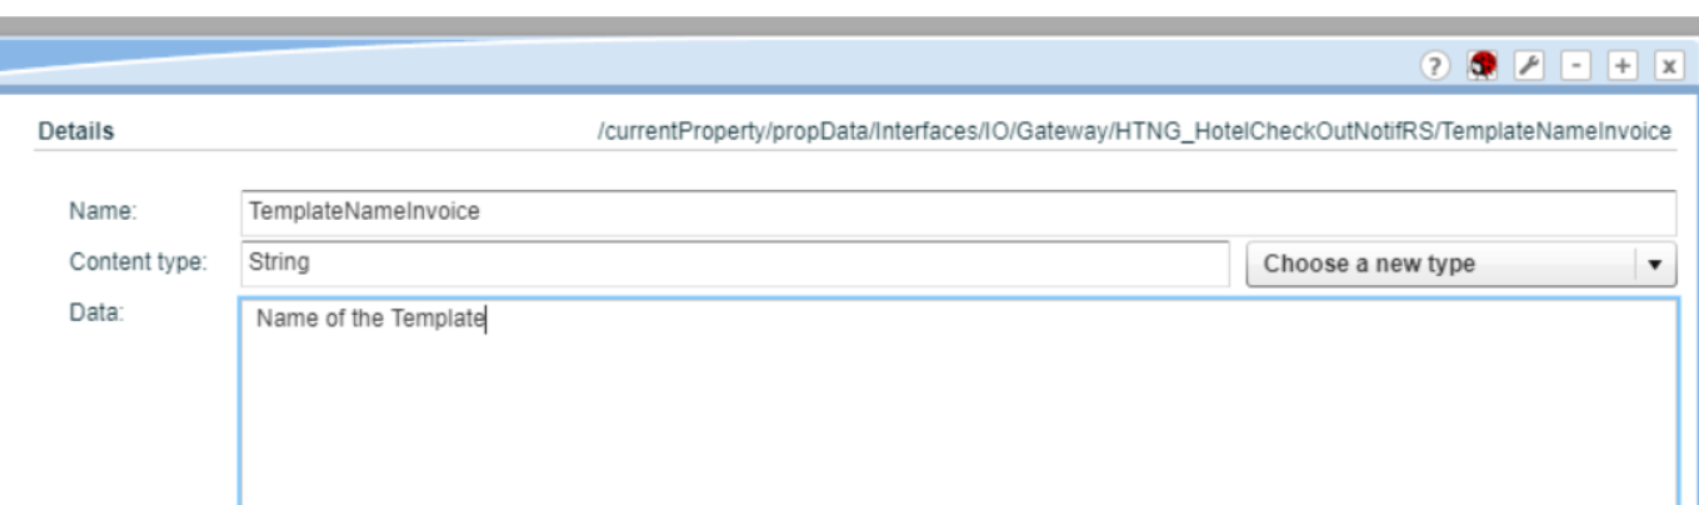 ? - + x
Details /currentProperty/propData/Interfaces/IO/Gateway/HTNG_HotelCheckOutNotifRS/TemplateNameInvoice
Name: TemplateNameInvoice
Content type: String Choose a new type
Data: Name of the Template